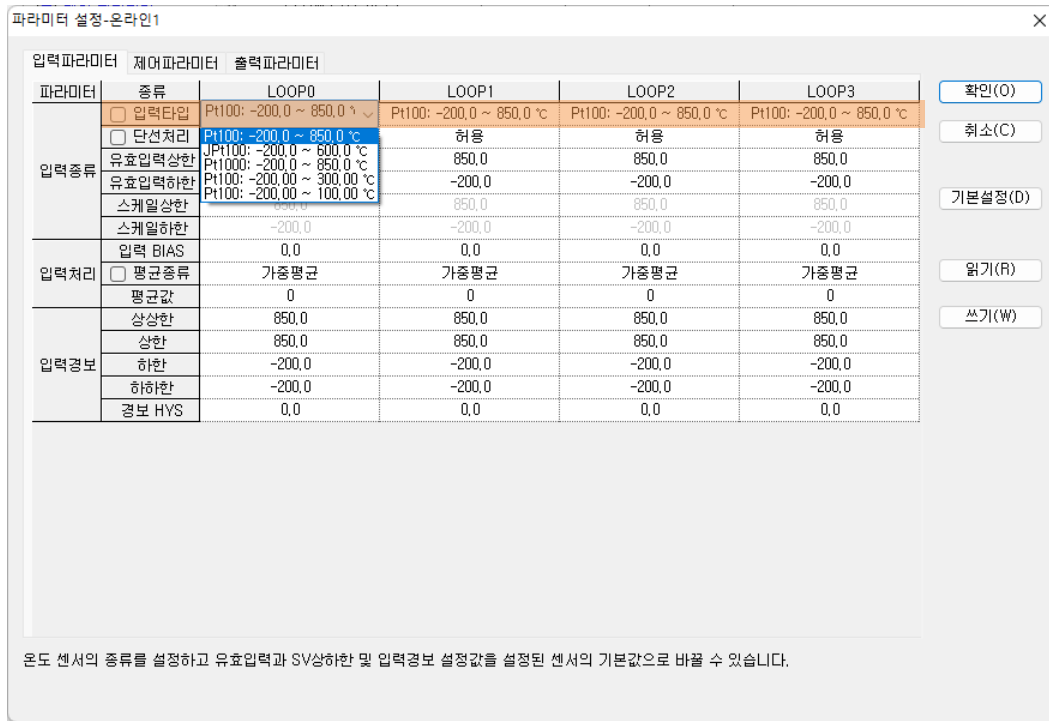 파라미터 설정-온라인1
입력파라미터 제어파라미터 출력파라미터
파라미터 종류 LOOP0 LOOP1 LOOP2 LOOP3 확인(O)
입력타입 Pt100: -200,0 ~ 850,0 Pt100: -200,0 ~ 850,0 ℃ Pt100: -200,0 ~ 850,0 ℃ Pt100: -200,0 ~ 850,0 ℃
단선처리 허용 허용 허용 취소(C)
Pt100: -200,0 ~ 850,0 ℃
JPt100: -200,0 ~ 600,0 ℃
Pt1000: -200,0 ~ 850,0 ℃
Pt100: -200,00 ~ 300,00 ℃
Pt100: -200,00 ~ 100,00 ℃
입력종류
유효입력상한 850,0 850,0 850,0
유효입력하한 -200,0 -200,0 -200,0
스케일상한 850,0 850,0 850,0 기본설정(D)
스케일하한 -200,0 -200,0 -200,0 -200,0
입력처리
입력 BIAS 0,0 0,0 0,0 0,0
평균종류 가중평균 가중평균 가중평균 가중평균 읽기(R)
평균값 0 0 0 0
입력경보
상상한 850,0 850,0 850,0 850,0 쓰기(W)
상한 850,0 850,0 850,0 850,0
하한 -200,0 -200,0 -200,0 -200,0
하하한 -200,0 -200,0 -200,0 -200,0
경보 HYS 0,0 0,0 0,0 0,0
온도 센서의 종류를 설정하고 유효입력과 SV상하한 및 입력경보 설정값을 설정된 센서의 기본값으로 바꿀 수 있습니다.